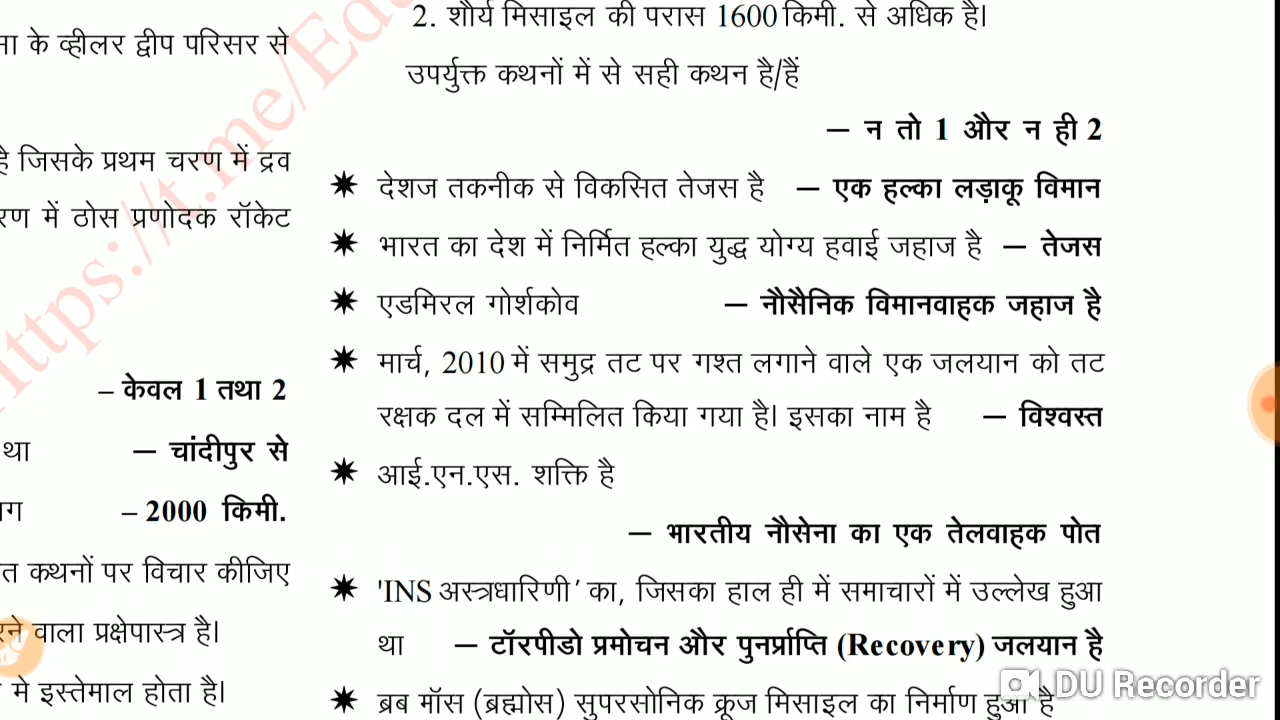 ना के व्हीलर द्वीप परिसर से
है जिसके प्रथम चरण में द्रव
रण में ठोस प्रणोदक रॉकेट
– केवल 1 तथा 2
था – चांदीपुर से
– 2000 किमी.
त कथनों पर विचार कीजिए
रने वाला प्रक्षेपास्त्र है।
में इस्तेमाल होता है।
2. शौर्य मिसाइल की परास 1600 किमी. से अधिक है।
उपर्युक्त कथनों में से सही कथन है/हैं
– न तो 1 और न ही 2
✷ देशज तकनीक से विकसित तेजस है – एक हल्का लड़ाकू विमान
✷ भारत का देश में निर्मित हल्का युद्ध योग्य हवाई जहाज है – तेजस
✷ एडमिरल गोर्शकोव – नौसैनिक विमानवाहक जहाज है
✷ मार्च, 2010 में समुद्र तट पर गश्त लगाने वाले एक जलयान को तट
रक्षक दल में सम्मिलित किया गया है। इसका नाम है – विश्वस्त
✷ आई.एन.एस. शक्ति है
– भारतीय नौसेना का एक तेलवाहक पोत
✷ 'INS अस्त्रधारिणी’ का, जिसका हाल ही में समाचारों में उल्लेख हुआ
था – टॉरपीडो प्रमोचन और पुनर्प्राप्ति (Recovery) जलयान है
✷ ब्रब मॉस (ब्रह्मोस) सुपरसोनिक क्रूज मिसाइल का निर्माण हुआ है
https://t.me/Edu
DU Recorder